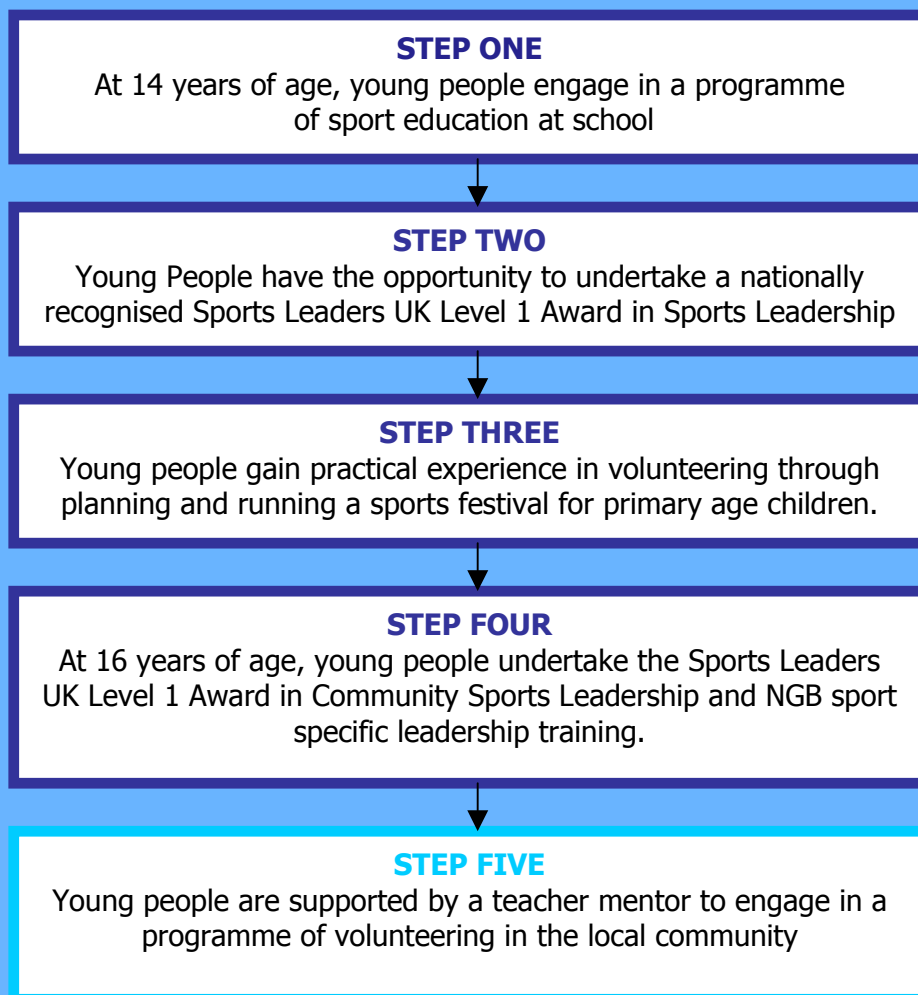 STEP ONE
At 14 years of age, young people engage in a programme
of sport education at school
STEP TWO
Young People have the opportunity to undertake a nationally
recognised Sports Leaders UK Level 1 Award in Sports Leadership
STEP THREE
Young people gain practical experience in volunteering through
planning and running a sports festival for primary age children.
STEP FOUR
At 16 years of age, young people undertake the Sports Leaders
UK Level 1 Award in Community Sports Leadership and NGB sport
specific leadership training.
STEP FIVE
Young people are supported by a teacher mentor to engage in a
programme of volunteering in the local community